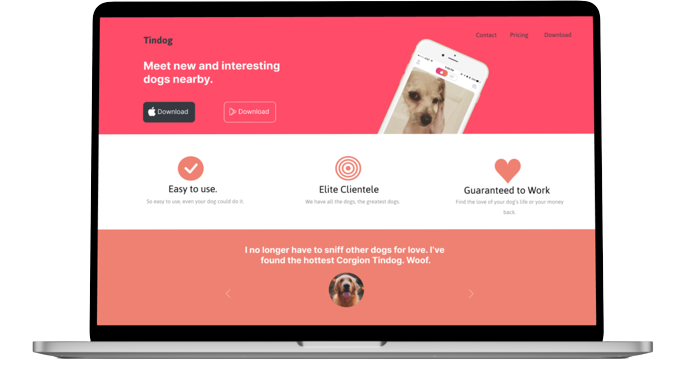 Tindog
Contact Pricing Download
Meet new and interesting
dogs nearby.
Download
Download
Easy to use.
So easy to use, even your dog could do it.
Elite Clientele
We have all the dogs, the greatest dogs.
Guaranteed to Work
Find the love of your dog's life or your money
back.
I no longer have to sniff other dogs for love. I've
found the hottest Corgion Tindog. Woof.